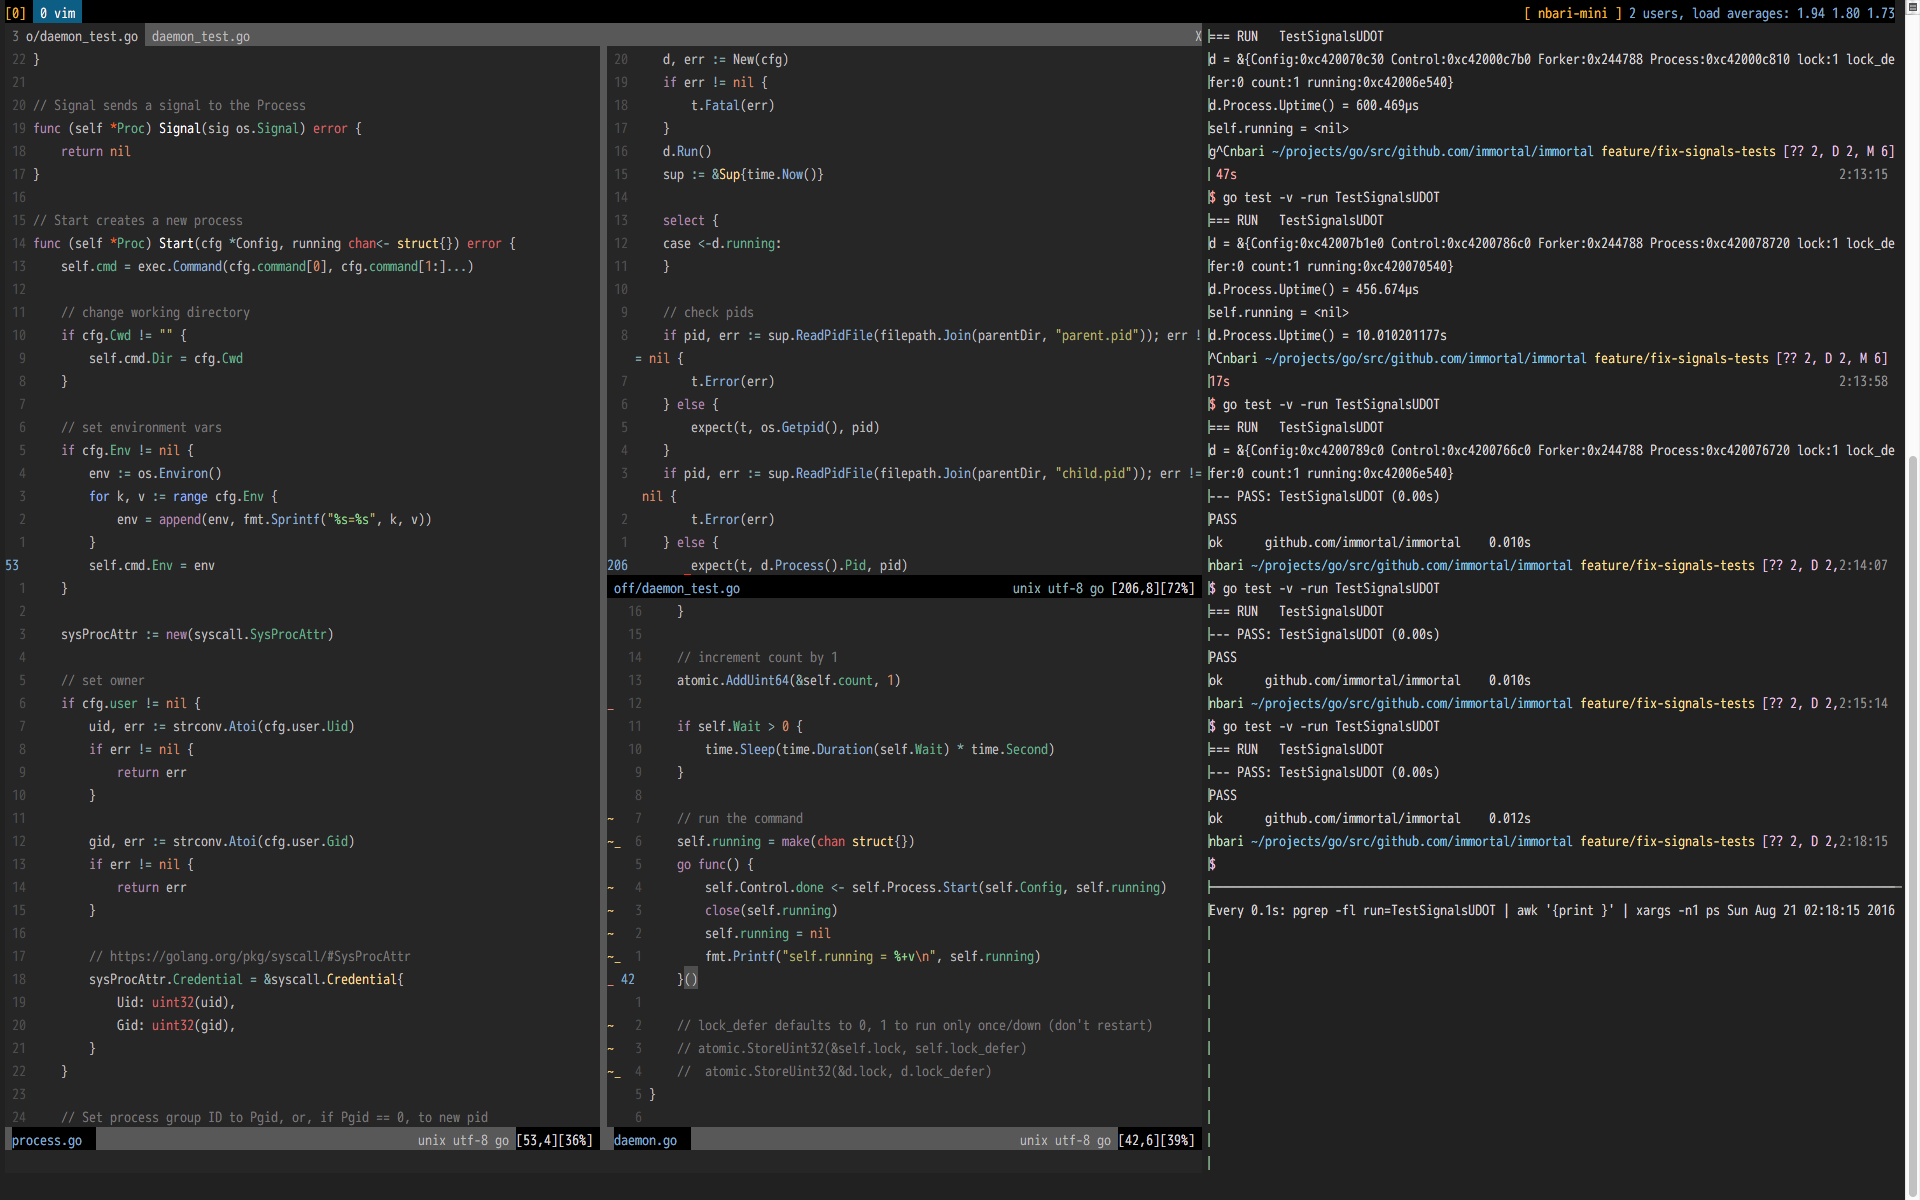 [0] 0 vim [ nbari-mini ] 2 users, load averages: 1.94 1.80 1.73
3 o/daemon_test.go daemon_test.go X
22 }
21
20 // Signal sends a signal to the Process
19 func (self *Proc) Signal(sig os.Signal) error {
18 return nil
17 }
16
15 // Start creates a new process
14 func (self *Proc) Start(cfg *Config, running chan<- struct{}) error {
13 self.cmd = exec.Command(cfg.command[0], cfg.command[1:]...)
12
11 // change working directory
10 if cfg.Cwd != "" {
9 self.cmd.Dir = cfg.Cwd
8 }
7
6 // set environment vars
5 if cfg.Env != nil {
4 env := os.Environ()
3 for k, v := range cfg.Env {
2 env = append(env, fmt.Sprintf("%s=%s", k, v))
1 }
53 self.cmd.Env = env
1 }
2
3 sysProcAttr := new(syscall.SysProcAttr)
4
5 // set owner
6 if cfg.user != nil {
7 uid, err := strconv.Atoi(cfg.user.Uid)
8 if err != nil {
9 return err
10 }
11
12 gid, err := strconv.Atoi(cfg.user.Gid)
13 if err != nil {
14 return err
15 }
16
17 // https://golang.org/pkg/syscall/#SysProcAttr
18 sysProcAttr.Credential = &syscall.Credential{
19 Uid: uint32(uid),
20 Gid: uint32(gid),
21 }
22 }
23
24 // Set process group ID to Pgid, or, if Pgid == 0, to new pid
process.go unix utf-8 go [53,4][36%]
20 d, err := New(cfg)
19 if err != nil {
18 t.Fatal(err)
17 }
16 d.Run()
15 sup := &Sup{time.Now()}
14
13 select {
12 case <-d.running:
11 }
10
9 // check pids
8 if pid, err := sup.ReadPidFile(filepath.Join(parentDir, "parent.pid")); err !
= nil {
7 t.Error(err)
6 } else {
5 expect(t, os.Getpid(), pid)
4 }
3 if pid, err := sup.ReadPidFile(filepath.Join(parentDir, "child.pid")); err !=
nil {
2 t.Error(err)
1 } else {
206 expect(t, d.Process().Pid, pid)
off/daemon_test.go unix utf-8 go [206,8][72%]
16 }
15
14 // increment count by 1
13 atomic.AddUint64(&self.count, 1)
_ 12
11 if self.Wait > 0 {
10 time.Sleep(time.Duration(self.Wait) * time.Second)
9 }
8
~ 7 // run the command
~_ 6 self.running = make(chan struct{})
5 go func() {
~ 4 self.Control.done <- self.Process.Start(self.Config, self.running)
~ 3 close(self.running)
~ 2 self.running = nil
~_ 1 fmt.Printf("self.running = %+v\n", self.running)
_ 42 }()
1
~ 2 // lock_defer defaults to 0, 1 to run only once/down (don't restart)
~ 3 // atomic.StoreUint32(&self.lock, self.lock_defer)
~_ 4 // atomic.StoreUint32(&d.lock, d.lock_defer)
5 }
6
daemon.go unix utf-8 go [42,6][39%]
=== RUN TestSignalsUDOT
d = &{Config:0xc420070c30 Control:0xc42000c7b0 Forker:0x244788 Process:0xc42000c810 lock:1 lock_de
fer:0 count:1 running:0xc42006e540}
d.Process.Uptime() = 600.469µs
self.running = <nil>
g^Cnbari ~/projects/go/src/github.com/immortal/immortal feature/fix-signals-tests [?? 2, D 2, M 6]
47s 2:13:15
$ go test -v -run TestSignalsUDOT
=== RUN TestSignalsUDOT
d = &{Config:0xc42007b1e0 Control:0xc4200786c0 Forker:0x244788 Process:0xc420078720 lock:1 lock_de
fer:0 count:1 running:0xc420070540}
d.Process.Uptime() = 456.674µs
self.running = <nil>
d.Process.Uptime() = 10.010201177s
^Cnbari ~/projects/go/src/github.com/immortal/immortal feature/fix-signals-tests [?? 2, D 2, M 6]
17s 2:13:58
$ go test -v -run TestSignalsUDOT
=== RUN TestSignalsUDOT
d = &{Config:0xc4200789c0 Control:0xc4200766c0 Forker:0x244788 Process:0xc420076720 lock:1 lock_de
fer:0 count:1 running:0xc42006e540}
--- PASS: TestSignalsUDOT (0.00s)
PASS
ok github.com/immortal/immortal 0.010s
nbari ~/projects/go/src/github.com/immortal/immortal feature/fix-signals-tests [?? 2, D 2,2:14:07
$ go test -v -run TestSignalsUDOT
=== RUN TestSignalsUDOT
--- PASS: TestSignalsUDOT (0.00s)
PASS
ok github.com/immortal/immortal 0.010s
nbari ~/projects/go/src/github.com/immortal/immortal feature/fix-signals-tests [?? 2, D 2,2:15:14
$ go test -v -run TestSignalsUDOT
=== RUN TestSignalsUDOT
--- PASS: TestSignalsUDOT (0.00s)
PASS
ok github.com/immortal/immortal 0.012s
nbari ~/projects/go/src/github.com/immortal/immortal feature/fix-signals-tests [?? 2, D 2,2:18:15
$
Every 0.1s: pgrep -fl run=TestSignalsUDOT | awk '{print }' | xargs -n1 ps Sun Aug 21 02:18:15 2016